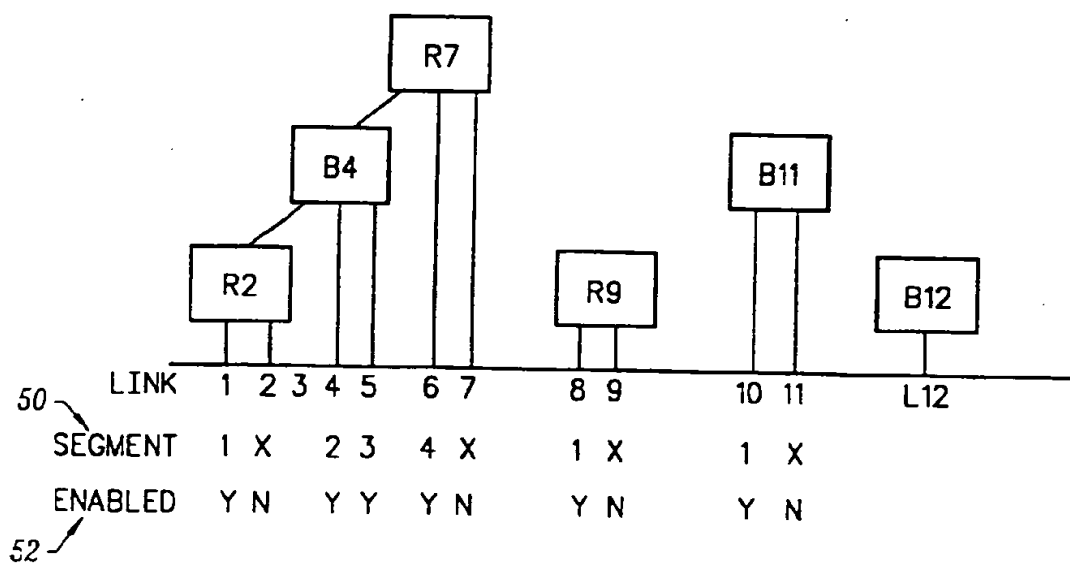 R7
B4
B11
R2
R9
B12
LINK 1 2 3 4 5 6 7 8 9 10 11 L12
50
SEGMENT 1 X 2 3 4 X 1 X 1 X
ENABLED Y N Y Y Y N Y N Y N
52